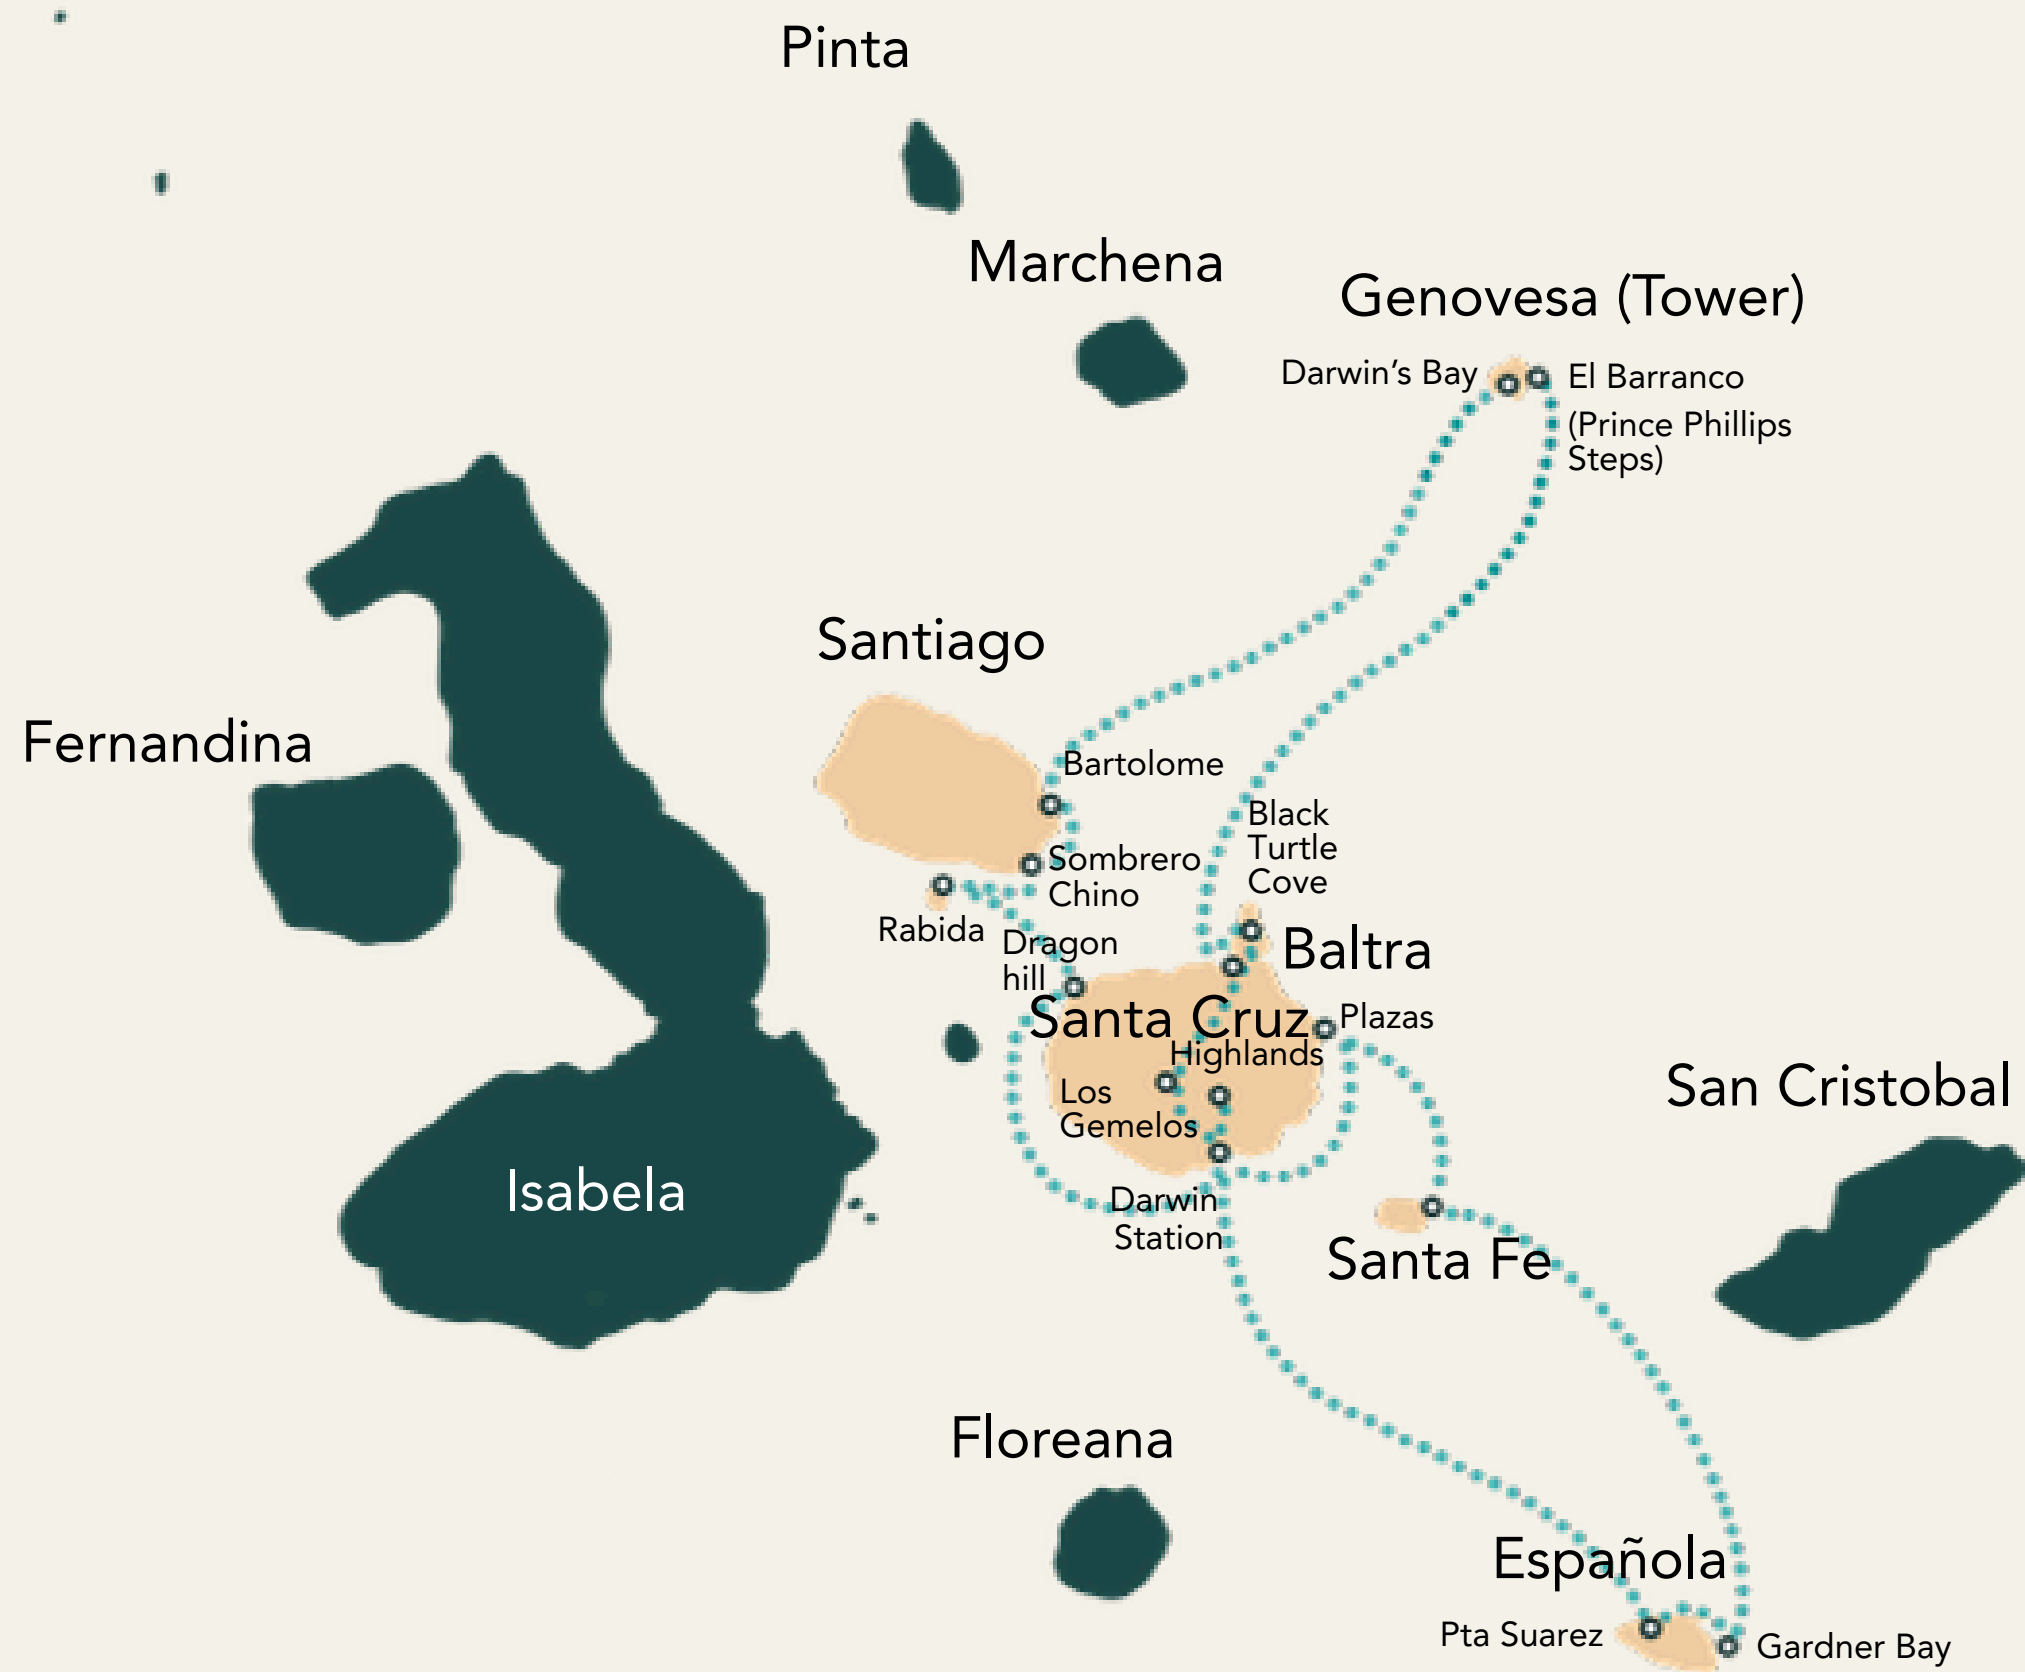 Pinta
Marchena
Genovesa (Tower)
Darwin’s Bay
El Barranco
(Prince Phillips
Steps)
Santiago
Fernandina
Bartolome
Black
Turtle
Cove
Sombrero
Chino
Rabida
Dragon
hill
Baltra
Santa Cruz
Plazas
Highlands
Los
Gemelos
San Cristobal
Isabela
Darwin
Station
Santa Fe
Floreana
Española
Pta Suarez
Gardner Bay